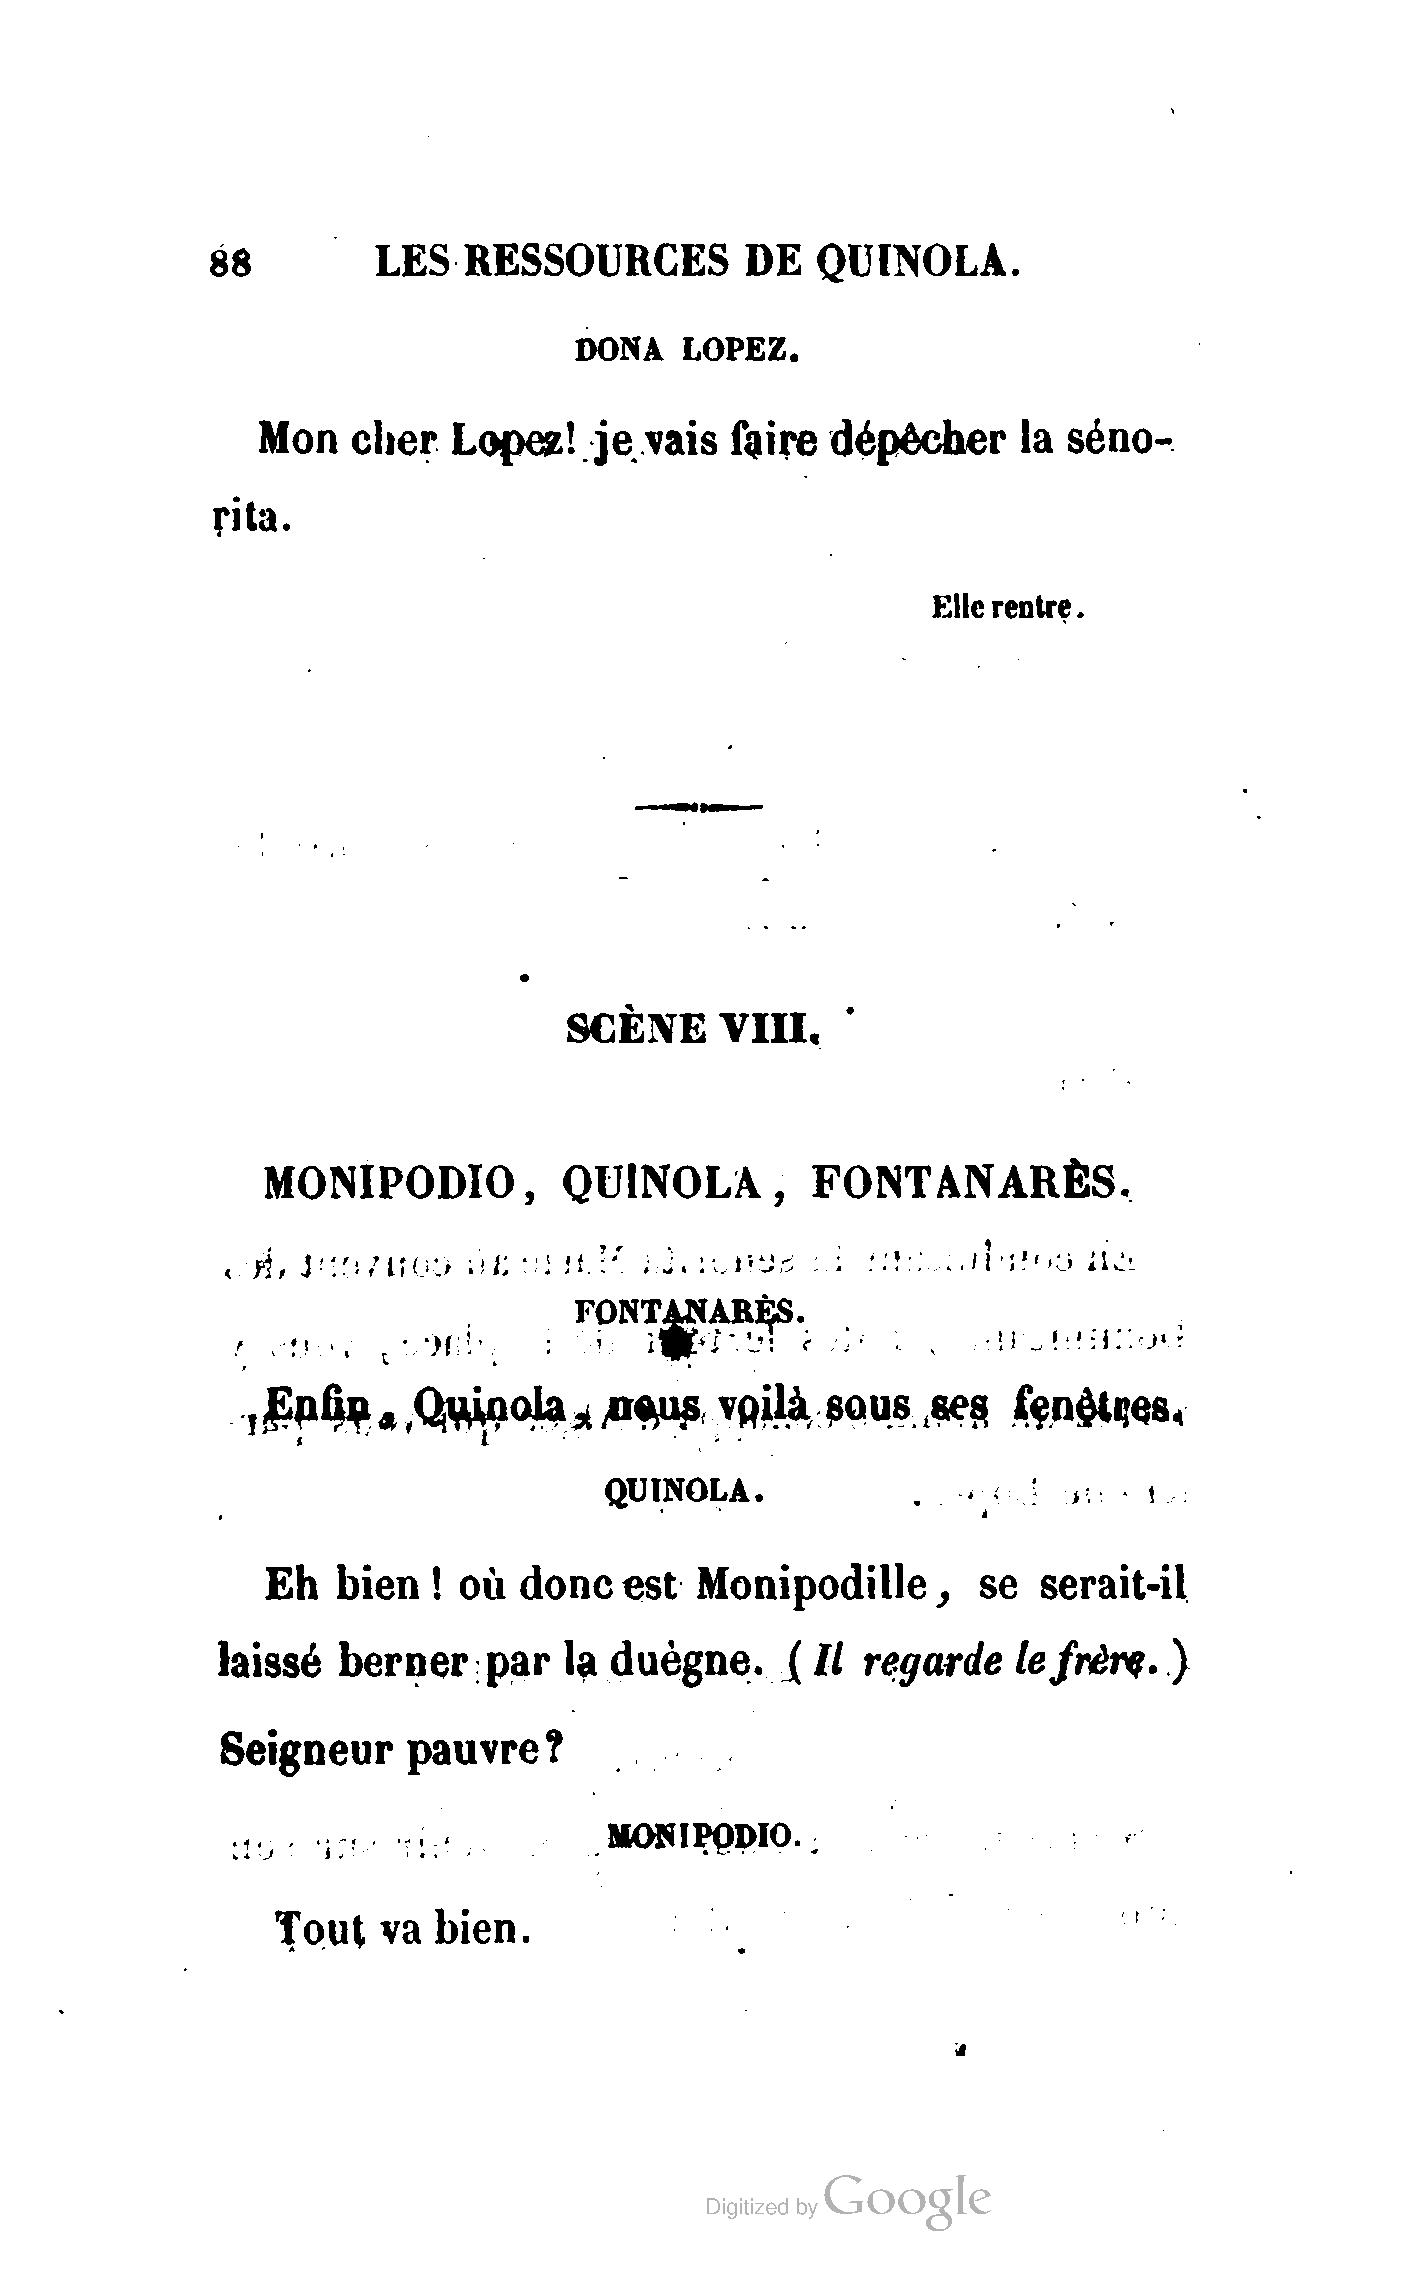 88 LES RESSOURCES DE QUINOLA.
DONA LOPEZ.
Mon cher Lopez! je vais faire dépêcher la séno-
rita.
Elle rentre.
SCÈNE VIII.
MONIPODIO, QUINOLA, FONTANARÈS.
FONTANARÈS.
Enfin, Quinola, nous voilà sous ses fenêtres.
QUINOLA.
Eh bien! où donc est Monipodille, se serait-il
laissé berner par la duègne. (Il regarde le frère.)
Seigneur pauvre?
MONIPODIO.
Tout va bien.
Digitized by Google